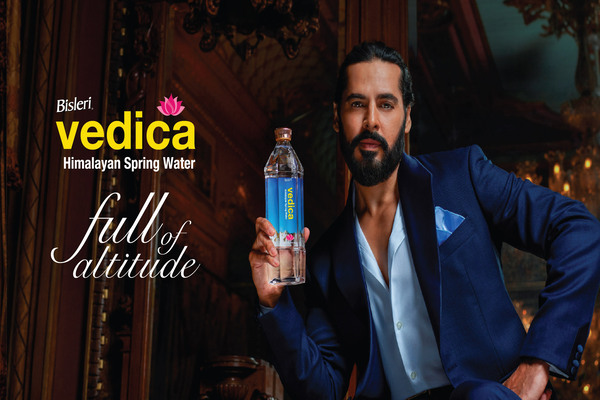 Bisleri
vedica
Himalayan Spring Water
full of
altitude
vedica